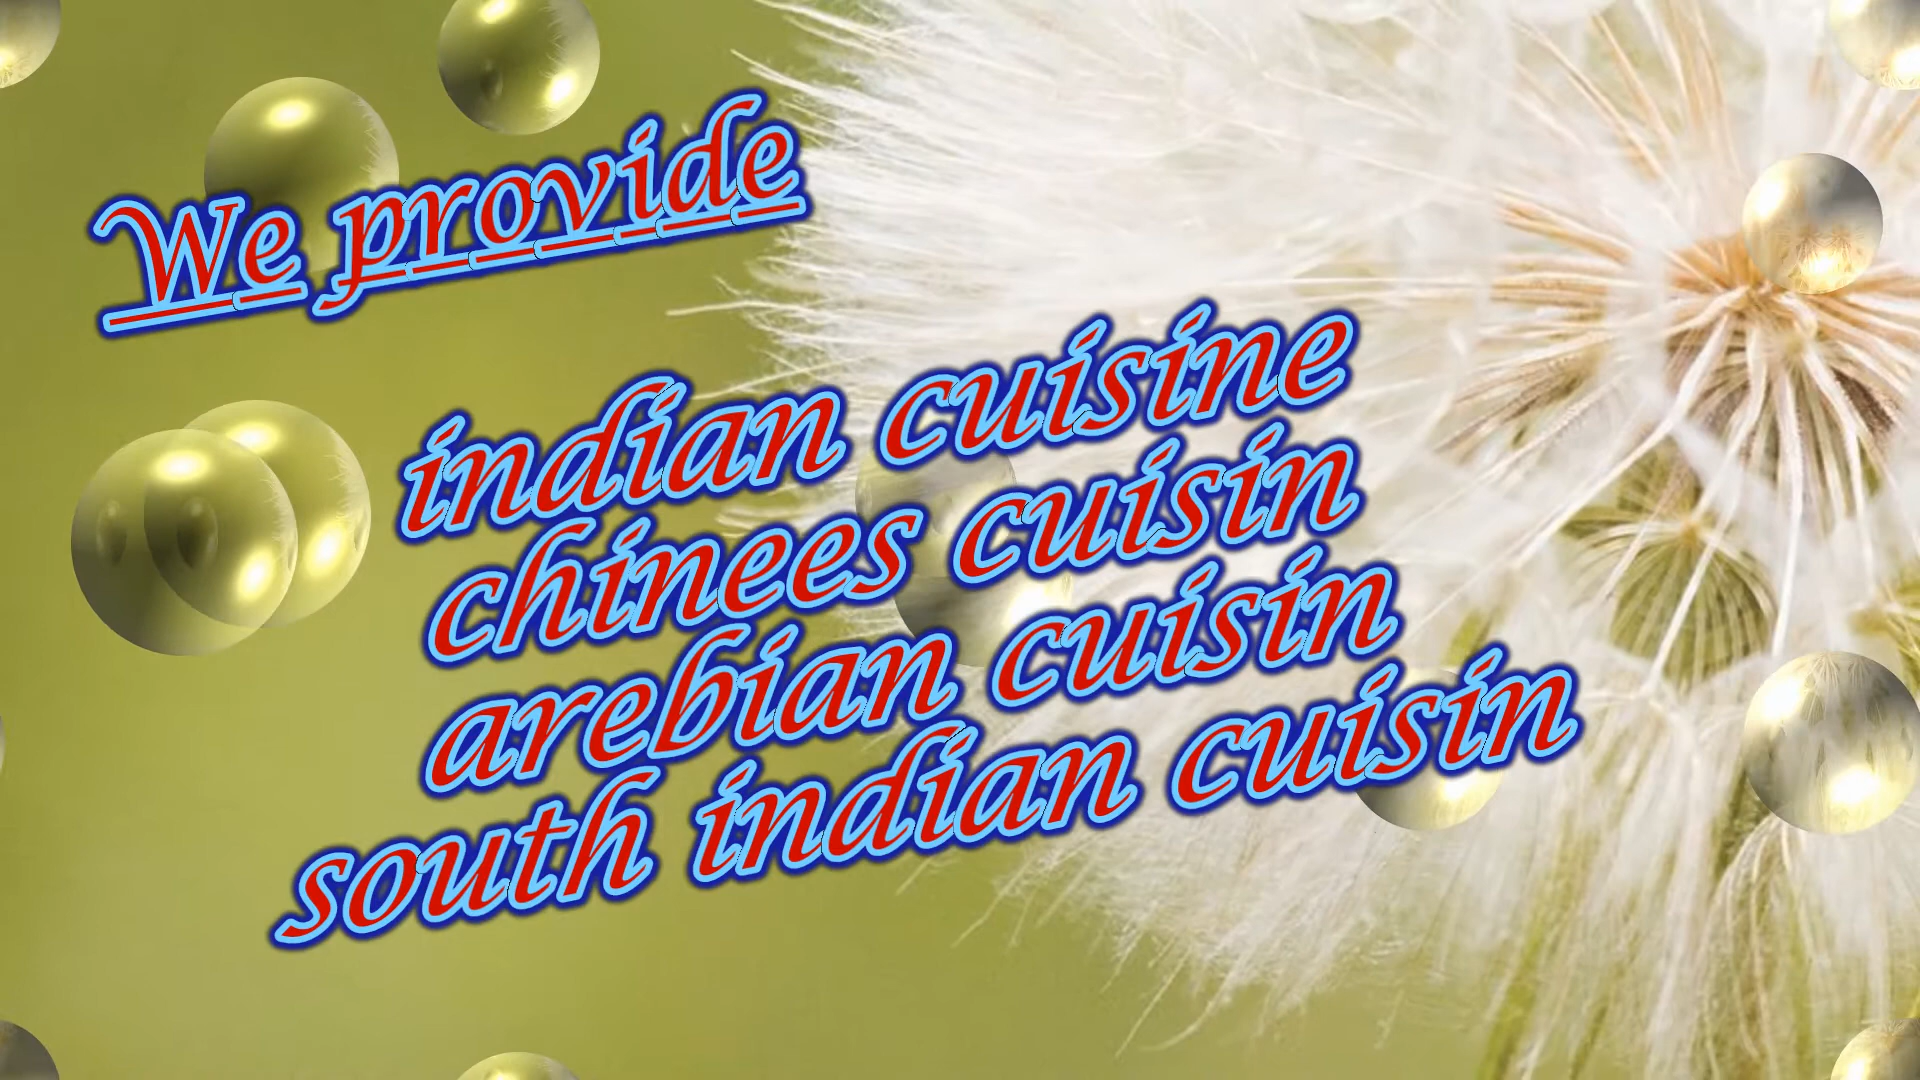 We provide
indian cuisine
chinees cuisin
arebian cuisin
south indian cuisin